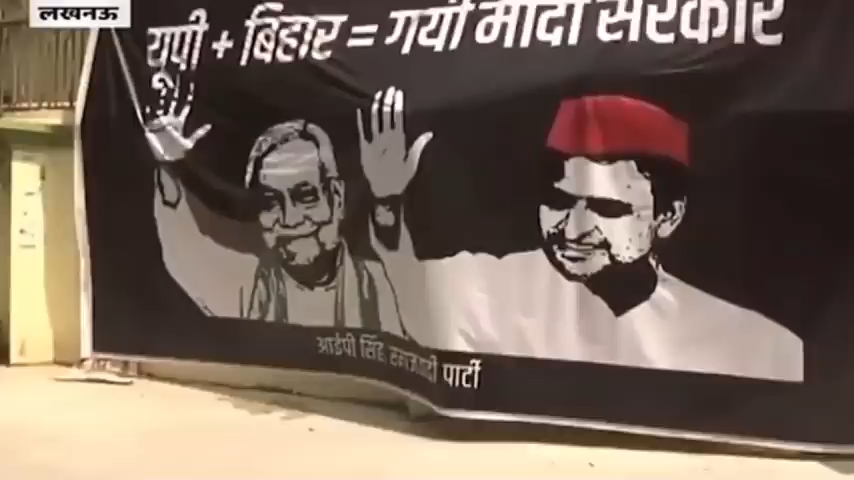 लखनऊ
यूपी + बिहार = गयी मोदी सरकार
आईपी सिंह समाजवादी पार्टी